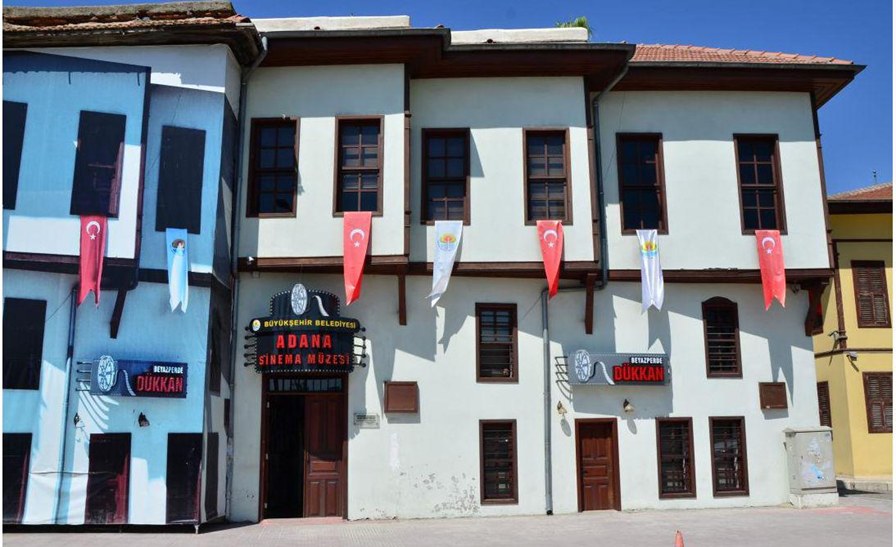 BEYAZPERDE
DÜKKAN
BÜYÜKŞEHİR BELEDİYESİ
ADANA
SİNEMA MÜZESİ
BEYAZPERDE
DÜKKAN